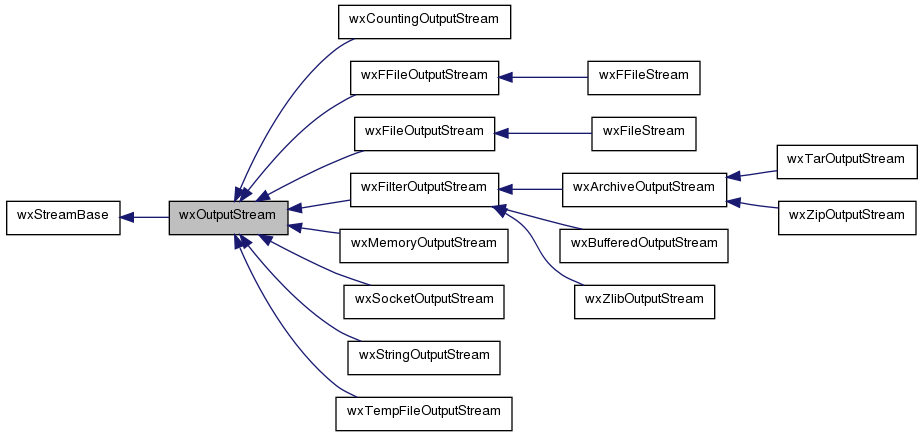 wxCountingOutputStream
wxFFileOutputStream
wxFFileStream
wxFileOutputStream
wxFileStream
wxTarOutputStream
wxFilterOutputStream
wxArchiveOutputStream
wxStreamBase
wxOutputStream
wxZipOutputStream
wxMemoryOutputStream
wxBufferedOutputStream
wxSocketOutputStream
wxZlibOutputStream
wxStringOutputStream
wxTempFileOutputStream